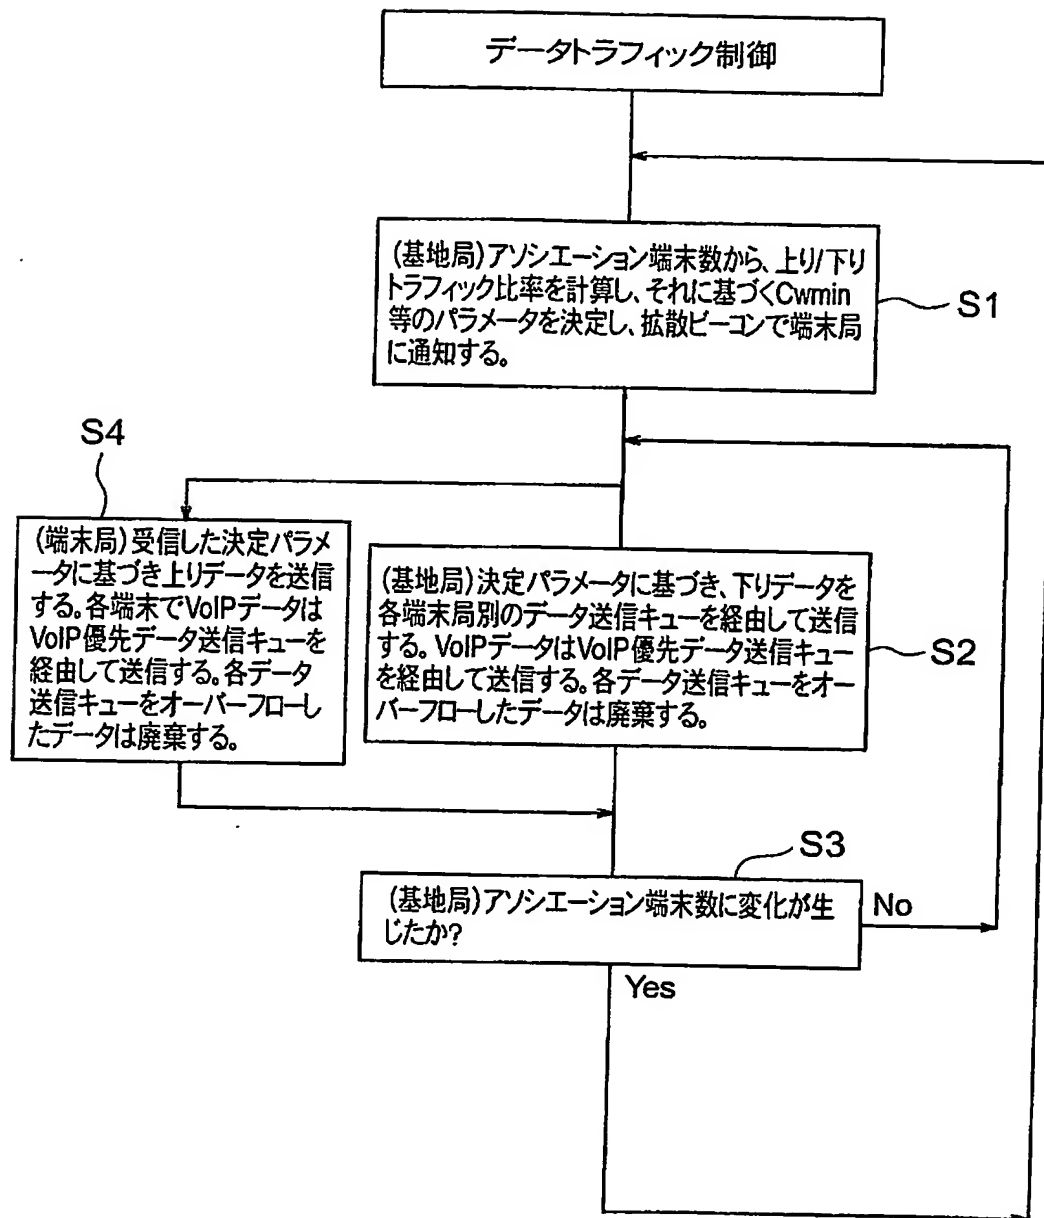 データトラフィック制御
(基地局)アソシエーション端末数から、上り/下り
トラフィック比率を計算し、それに基づくCwmin
等のパラメータを決定し、拡散ビーコンで端末局
に通知する。
S1
S4
(端末局)受信した決定パラメ
ータに基づき上りデータを送信
する。各端末でVoIPデータは
VoIP優先データ送信キューを
経由して送信する。各データ
送信キューをオーバーフローし
たデータは廃棄する。
(基地局)決定パラメータに基づき、下りデータを
各端末局別のデータ送信キューを経由して送信
する。VoIPデータはVoIP優先データ送信キュー
を経由して送信する。各データ送信キューをオー
バーフローしたデータは廃棄する。
S2
S3
(基地局)アソシエーション端末数に変化が生
じたか?
No
Yes